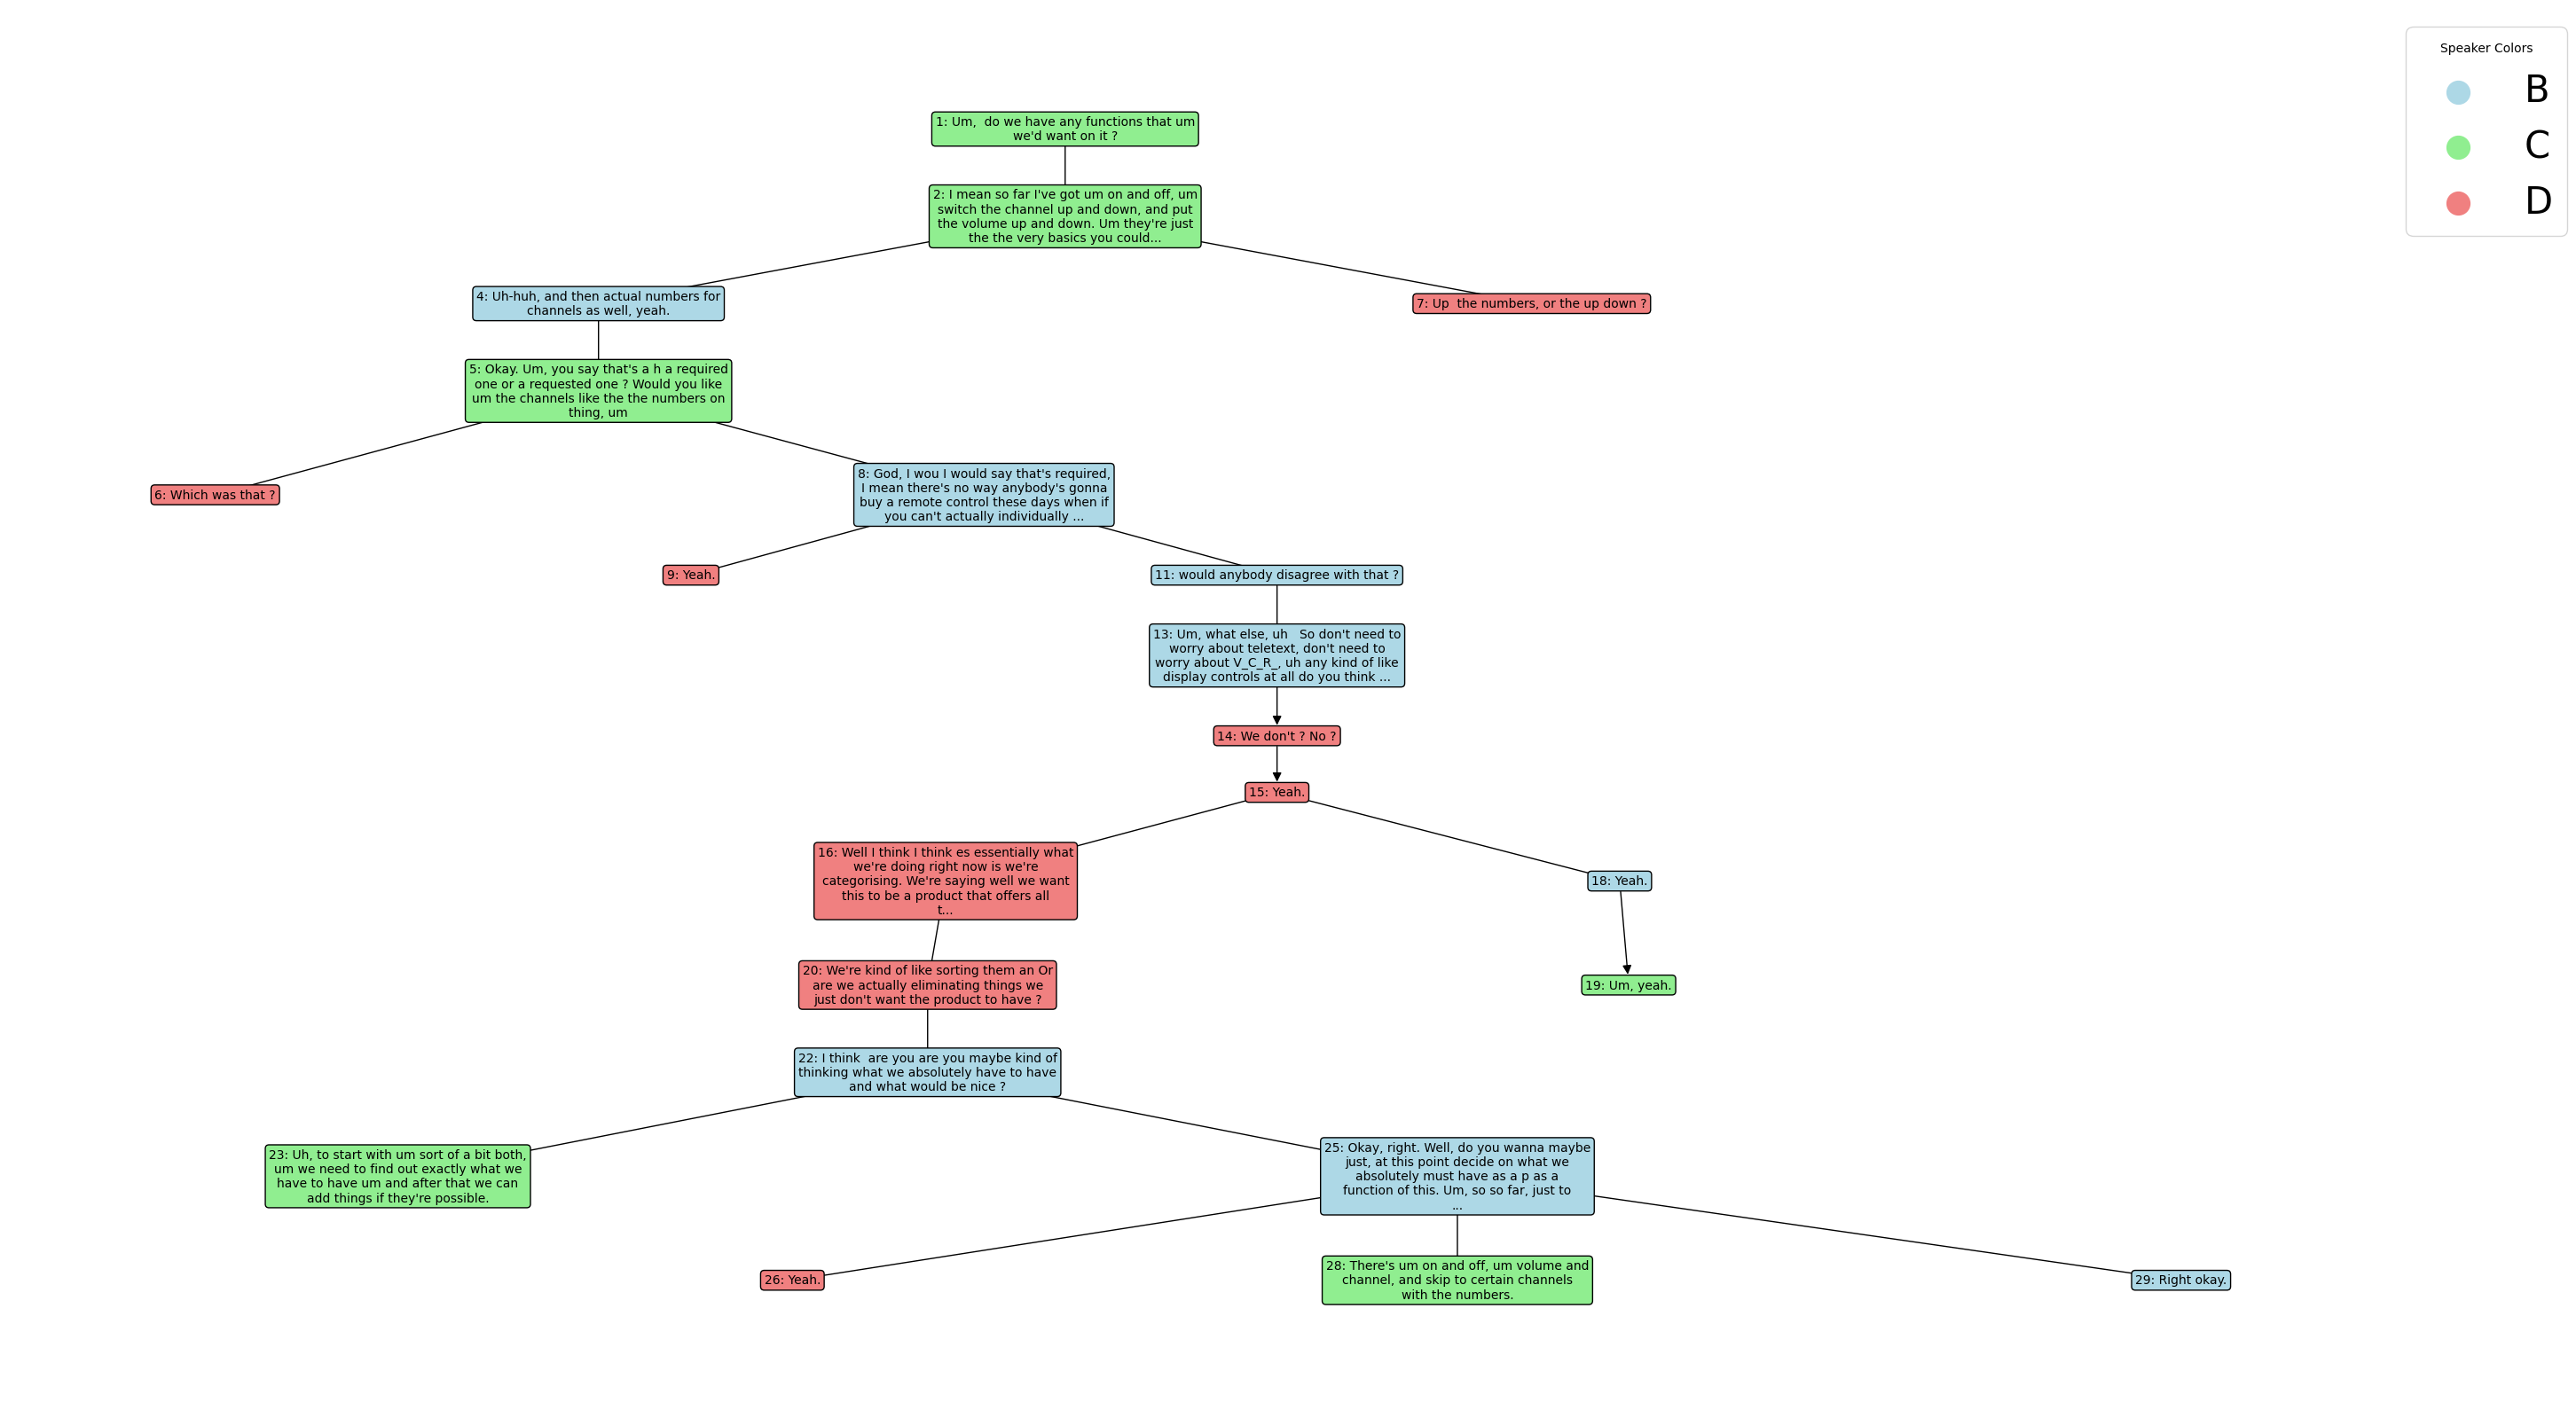 Speaker Colors
B
C
D
1: Um,  do we have any functions that um
we'd want on it ?
2: I mean so far I've got um on and off, um
switch the channel up and down, and put
the volume up and down. Um they're just
the the very basics you could...
4: Uh-huh, and then actual numbers for
channels as well, yeah.
7: Up  the numbers, or the up down ?
5: Okay. Um, you say that's a h a required
one or a requested one ? Would you like
um the channels like the the numbers on
thing, um
6: Which was that ?
8: God, I wou I would say that's required,
I mean there's no way anybody's gonna
buy a remote control these days when if
you can't actually individually ...
9: Yeah.
11: would anybody disagree with that ?
13: Um, what else, uh   So don't need to
worry about teletext, don't need to
worry about V_C_R_, uh any kind of like
display controls at all do you think ...
14: We don't ? No ?
15: Yeah.
16: Well I think I think es essentially what
we're doing right now is we're
categorising. We're saying well we want
this to be a product that offers all
t...
18: Yeah.
20: We're kind of like sorting them an Or
are we actually eliminating things we
just don't want the product to have ?
19: Um, yeah.
22: I think  are you are you maybe kind of
thinking what we absolutely have to have
and what would be nice ?
23: Uh, to start with um sort of a bit both,
um we need to find out exactly what we
have to have um and after that we can
add things if they're possible.
25: Okay, right. Well, do you wanna maybe
just, at this point decide on what we
absolutely must have as a p as a
function of this. Um, so so far, just to
...
26: Yeah.
28: There's um on and off, um volume and
channel, and skip to certain channels
with the numbers.
29: Right okay.